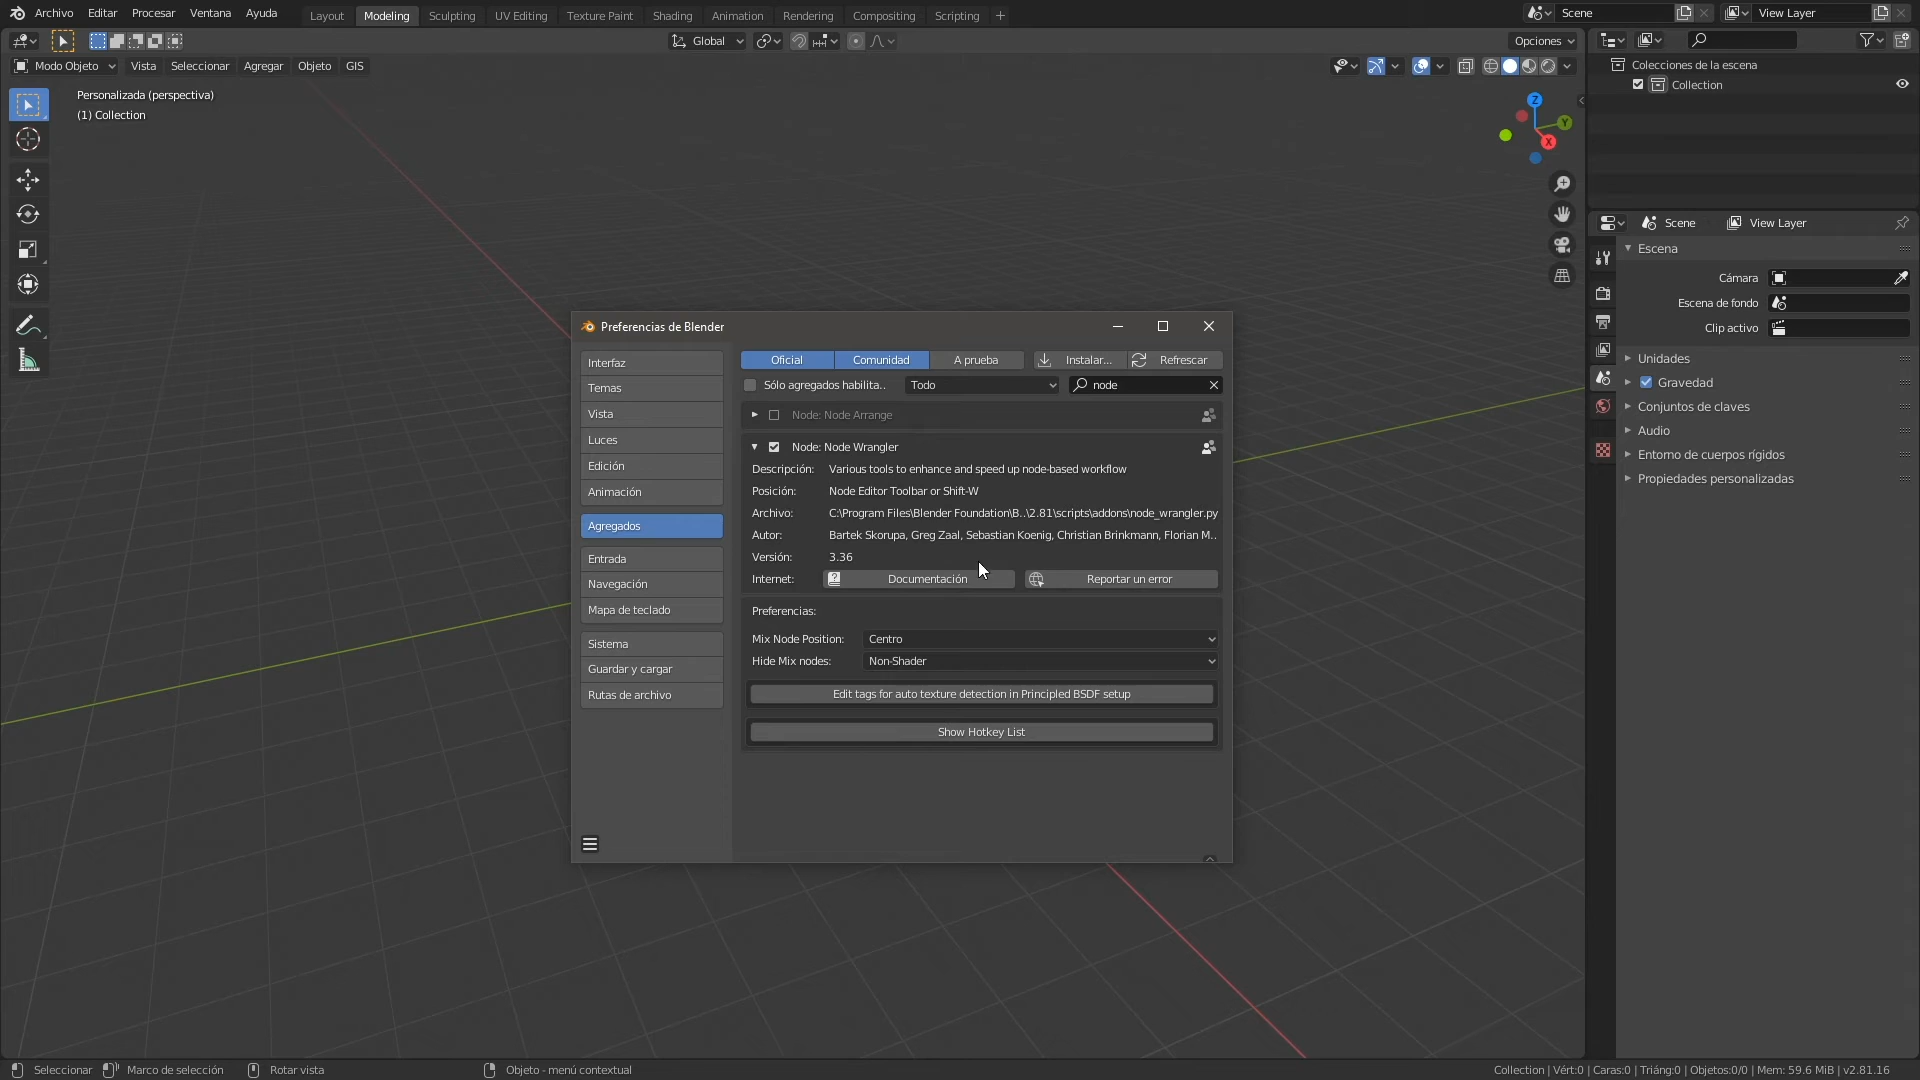 Archivo Editar Procesar Ventana Ayuda Layout Modeling Sculpting UV Editing Texture Paint Shading Animation Rendering Compositing Scripting + Scene View Layer
Global Opciones
Modo Objeto Vista Seleccionar Agregar Objeto GIS
Personalizada (perspectiva)
(1) Collection
Z
Y
X
Colecciones de la escena
Collection
Scene View Layer
Escena
Cámara
Escena de fondo
Clip activo
Unidades
Gravedad
Conjuntos de claves
Audio
Entorno de cuerpos rígidos
Propiedades personalizadas
Preferencias de Blender
Interfaz
Temas
Vista
Luces
Edición
Animación
Agregados
Entrada
Navegación
Mapa de teclado
Sistema
Guardar y cargar
Rutas de archivo
Oficial Comunidad A prueba Instalar... Refrescar
Sólo agregados habilita.. Todo node
Node: Node Arrange
Node: Node Wrangler
Descripción: Various tools to enhance and speed up node-based workflow
Posición: Node Editor Toolbar or Shift-W
Archivo: C:\Program Files\Blender Foundation\B..\2.81\scripts\addons\node_wrangler.py
Autor: Bartek Skorupa, Greg Zaal, Sebastian Koenig, Christian Brinkmann, Florian M..
Versión: 3.36
Internet: Documentación Reportar un error
Preferencias:
Mix Node Position: Centro
Hide Mix nodes: Non-Shader
Edit tags for auto texture detection in Principled BSDF setup
Show Hotkey List
Seleccionar Marco de selección Rotar vista Objeto - menú contextual Collection | Vért:0 | Caras:0 | Triáng:0 | Objetos:0/0 | Mem: 59.6 MiB | v2.81.16